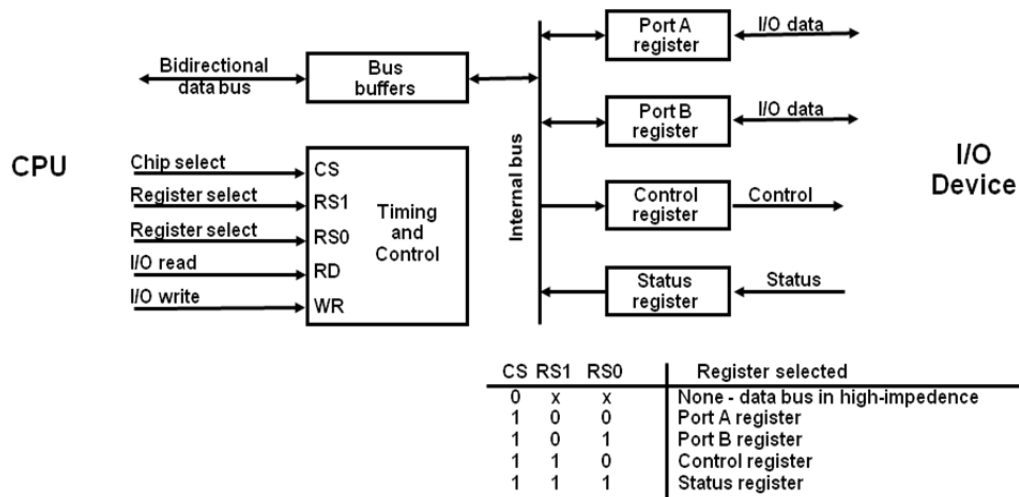 Port A
register
I/O data
Bidirectional
data bus
Bus
buffers
Port B
register
I/O data
CPU
Chip select
Register select
Register select
I/O read
I/O write
CS
RS1
RS0
RD
WR
Timing
and
Control
Internal bus
Control
register
Control
Status
register
Status
I/O
Device
CS RS1 RS0 Register selected
0 x x None - data bus in high-impedence
1 0 0 Port A register
1 0 1 Port B register
1 1 0 Control register
1 1 1 Status register